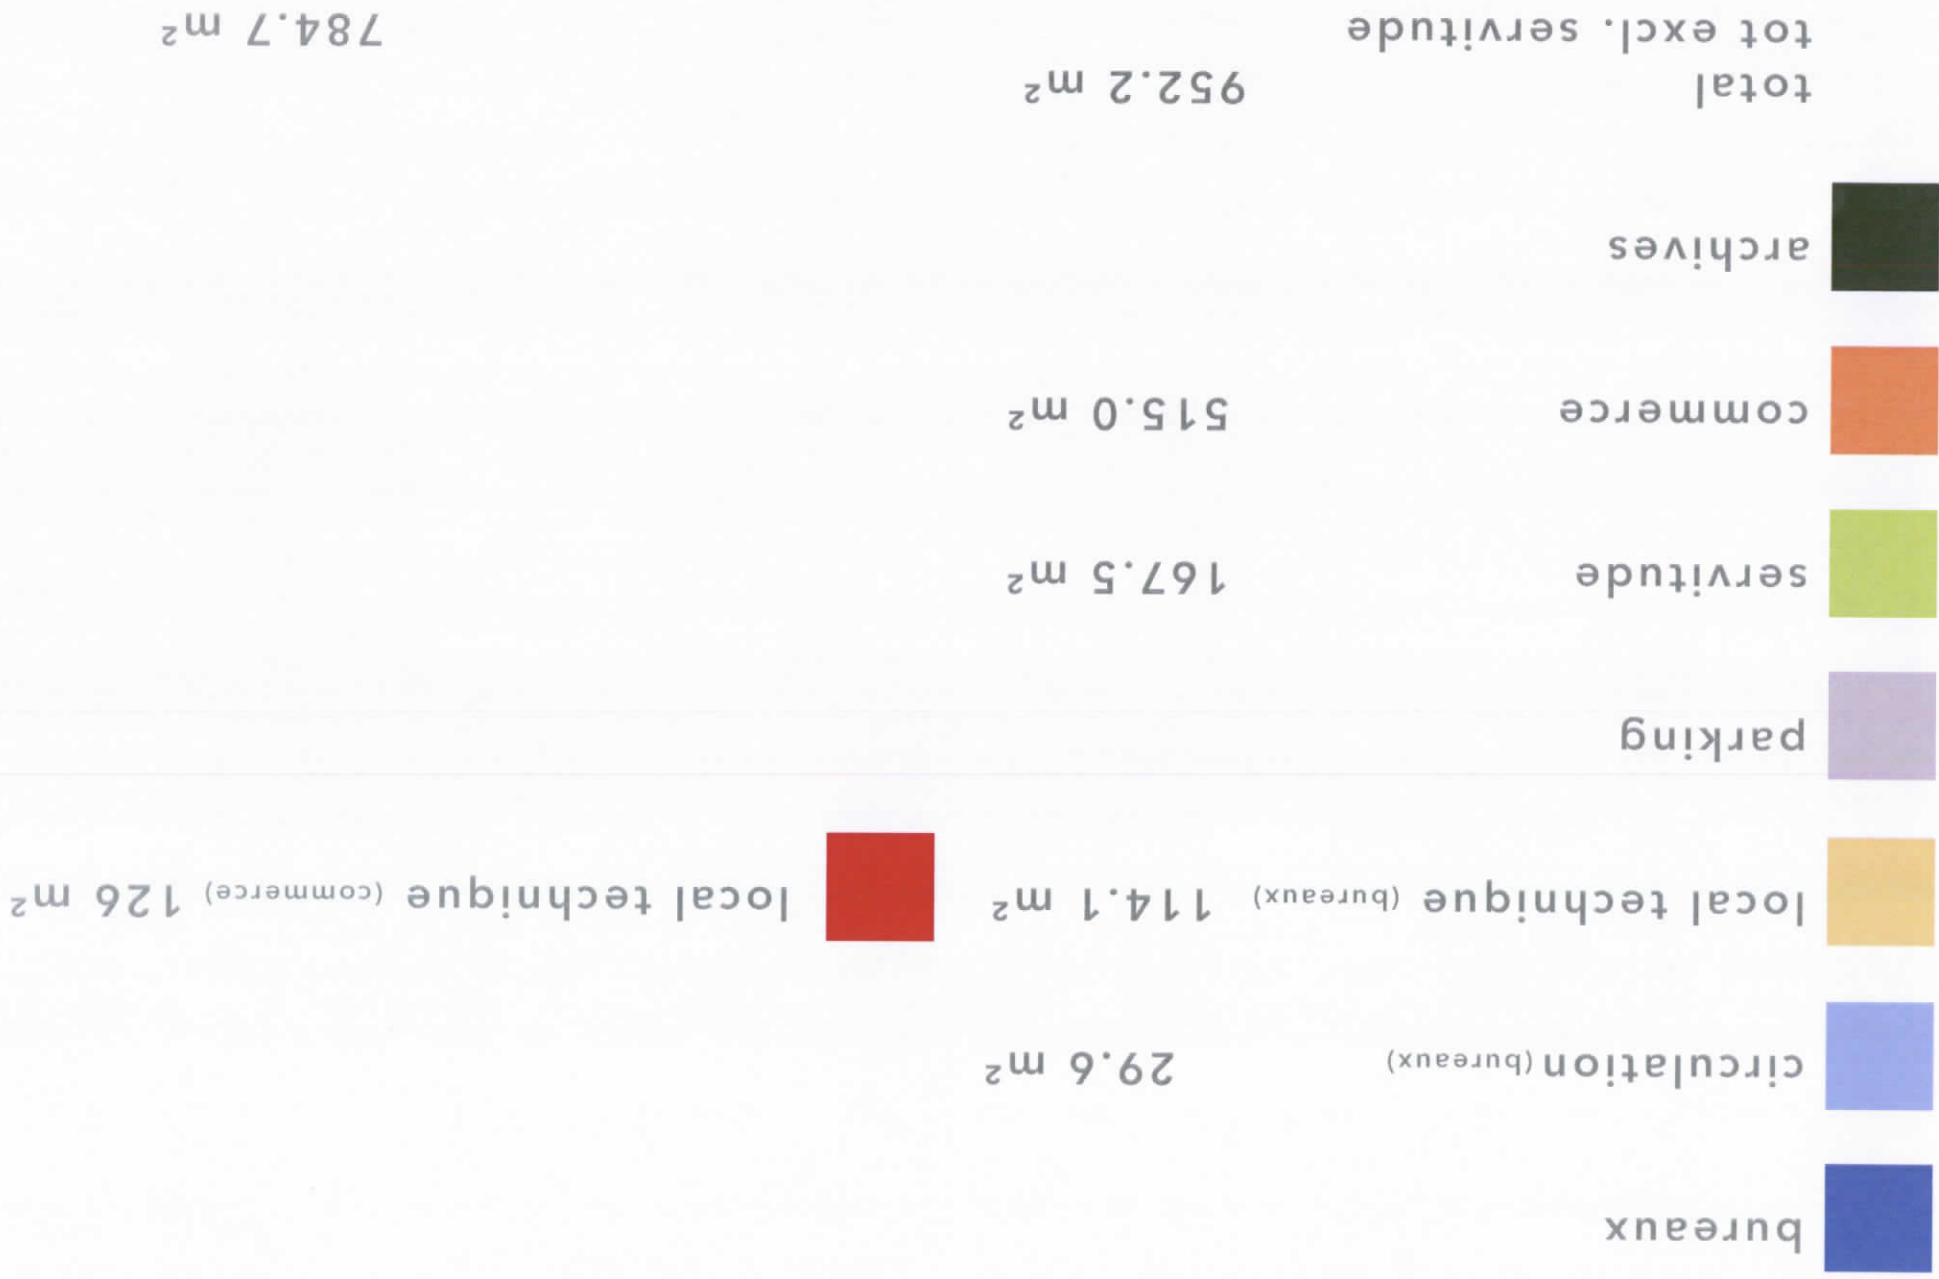 bureaux
circulation (bureaux) 29.6 m²
local technique (bureaux) 114.1 m² local technique (commerce) 126 m²
parking
servitude 167.5 m²
commerce 515.0 m²
archives
total 952.2 m²
tot excl. servitude 784.7 m²